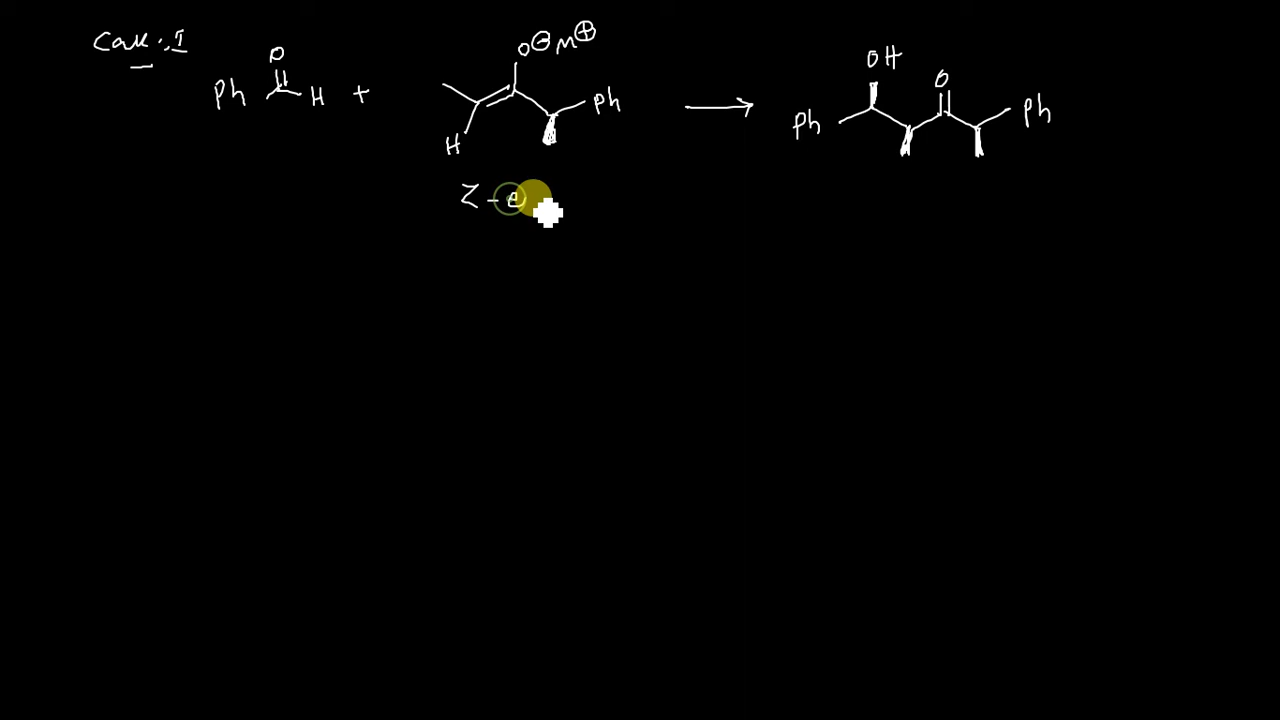 Case : I
Ph O H + H O⊖ M⊕ Ph ⟶ Ph OH O Ph
Z - e